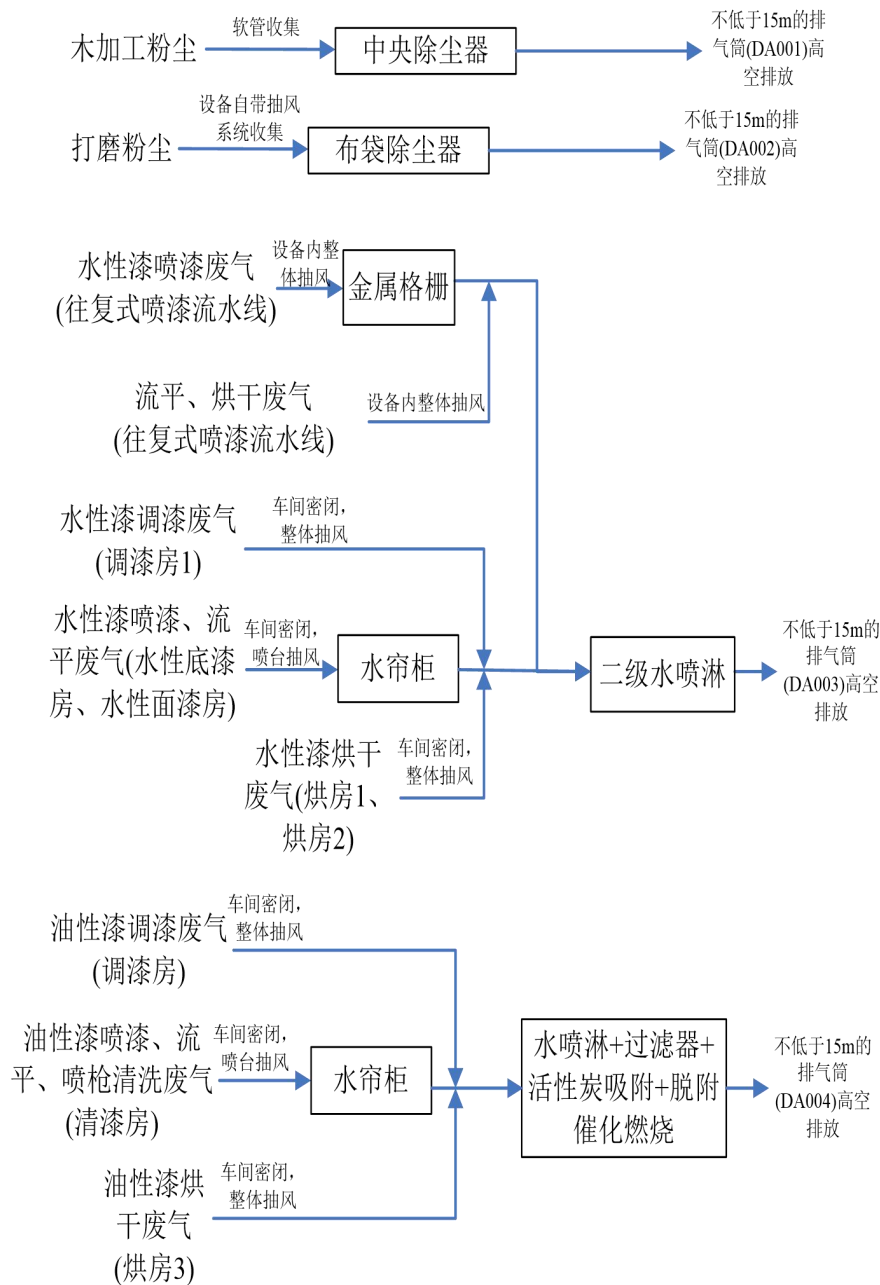 木加工粉尘
软管收集
中央除尘器
不低于15m的排
气筒(DA001)高
空排放
打磨粉尘
设备自带抽风
系统收集
布袋除尘器
不低于15m的排
气筒(DA002)高
空排放
水性漆喷漆废气
(往复式喷漆流水线)
设备内整
体抽风
金属格栅
流平、烘干废气
(往复式喷漆流水线)
设备内整体抽风
水性漆调漆废气
(调漆房1)
车间密闭,
整体抽风
水性漆喷漆、流
平废气(水性底漆
房、水性面漆房)
车间密闭,
喷台抽风
水帘柜
二级水喷淋
不低于15m的
排气筒
(DA003)高空
排放
水性漆烘干
废气(烘房1、
烘房2)
车间密闭,
整体抽风
油性漆调漆废气
(调漆房)
车间密闭,
整体抽风
油性漆喷漆、流
平、喷枪清洗废气
(清漆房)
车间密闭,
喷台抽风
水帘柜
水喷淋+过滤器+
活性炭吸附+脱附
催化燃烧
不低于15m的
排气筒
(DA004)高空
排放
油性漆烘
干废气
(烘房3)
车间密闭,
整体抽风